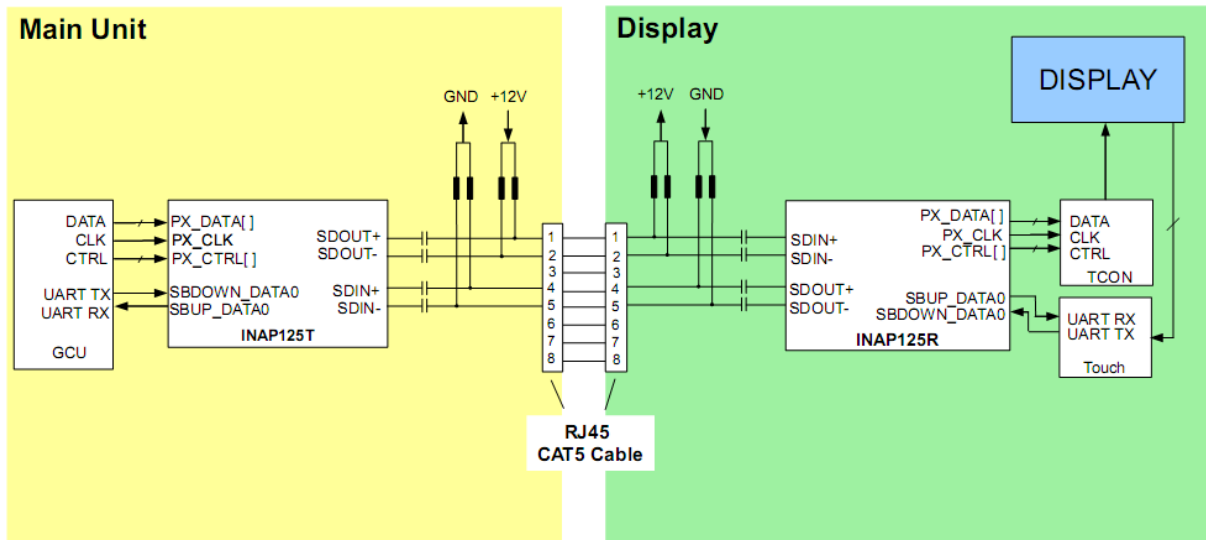 Main Unit
GND +12V
DATA
CLK
CTRL
UART TX
UART RX
GCU
PX_DATA[ ]
PX_CLK
PX_CTRL[ ]
SBDOWN_DATA0
SBUP_DATA0
SDOUT+
SDOUT-
SDIN+
SDIN-
INAP125T
1
2
3
4
5
6
7
8
RJ45
CAT5 Cable
Display
+12V GND
1
2
3
4
5
6
7
8
SDIN+
SDIN-
SDOUT+
SDOUT-
PX_DATA[ ]
PX_CLK
PX_CTRL[ ]
SBUP_DATA0
SBDOWN_DATA0
INAP125R
DISPLAY
DATA
CLK
CTRL
TCON
UART RX
UART TX
Touch